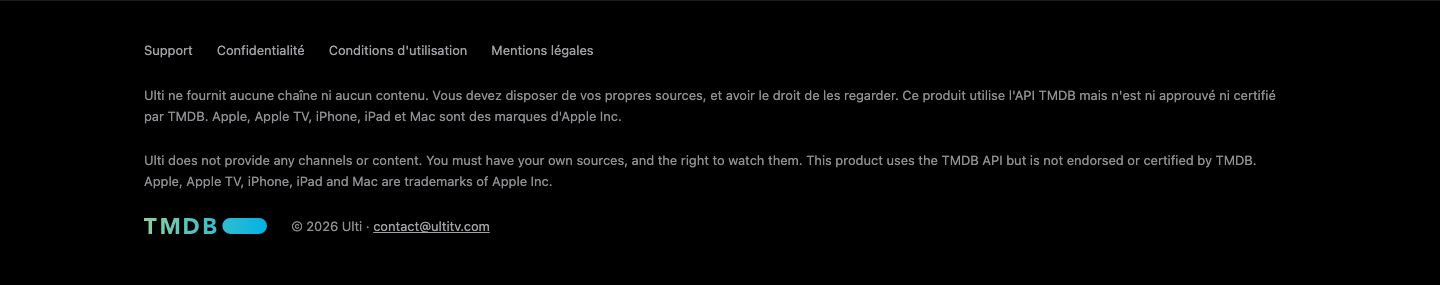 Support Confidentialité Conditions d'utilisation Mentions légales
Ulti ne fournit aucune chaîne ni aucun contenu. Vous devez disposer de vos propres sources, et avoir le droit de les regarder. Ce produit utilise l'API TMDB mais n'est ni approuvé ni certifié
par TMDB. Apple, Apple TV, iPhone, iPad et Mac sont des marques d'Apple Inc.
Ulti does not provide any channels or content. You must have your own sources, and the right to watch them. This product uses the TMDB API but is not endorsed or certified by TMDB.
Apple, Apple TV, iPhone, iPad and Mac are trademarks of Apple Inc.
TMDB © 2026 Ulti · contact@ultitv.com